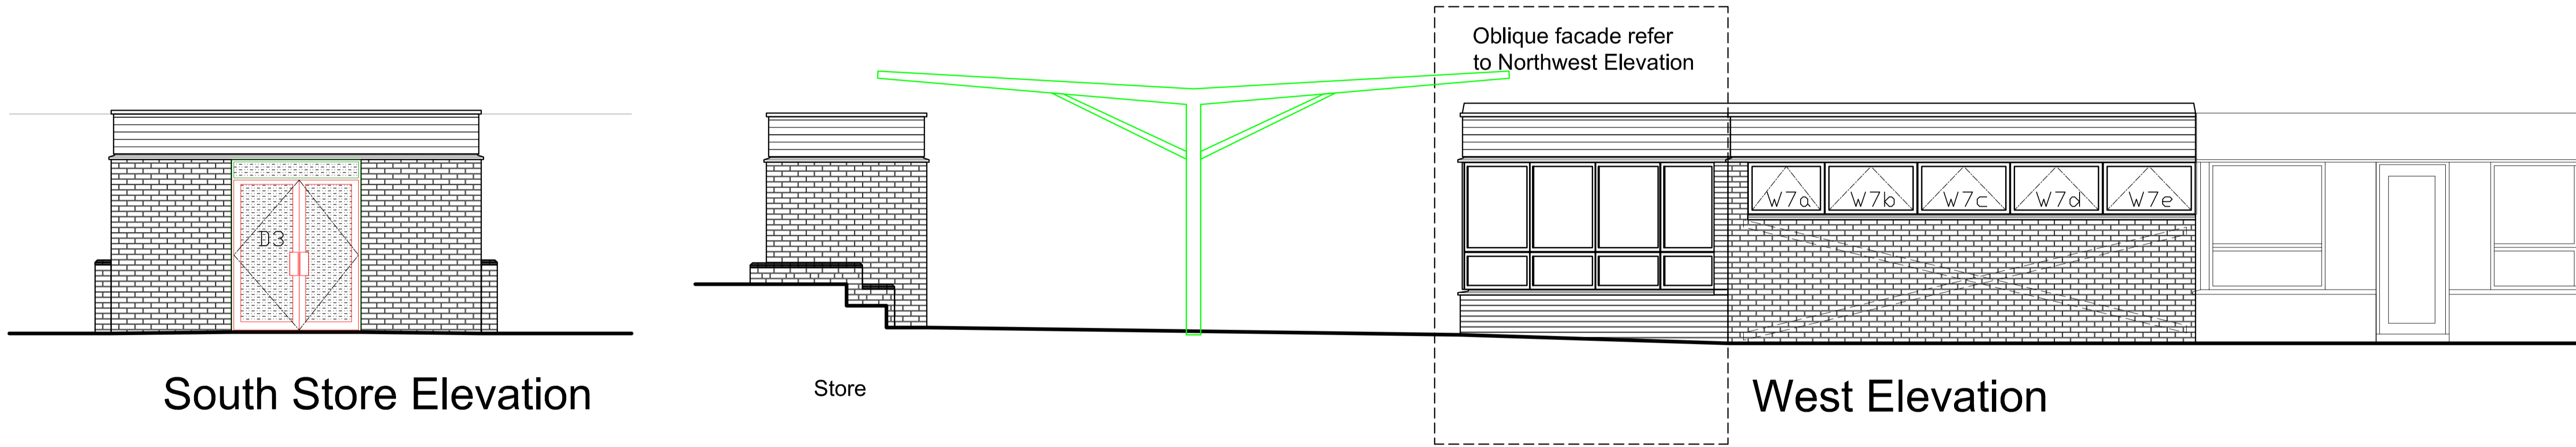 Oblique facade refer
to Northwest Elevation
D3
W7a W7b W7c W7d W7e
South Store Elevation
Store
West Elevation